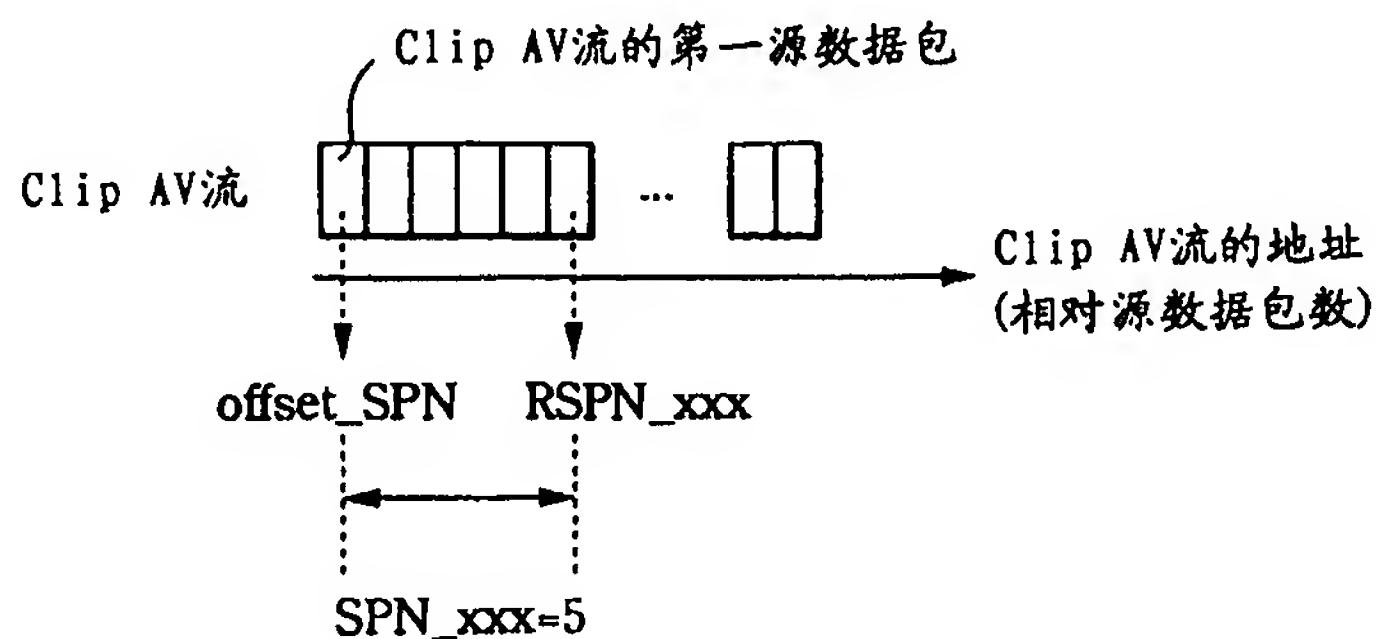 Clip AV流的第一源数据包
Clip AV流
...
Clip AV流的地址
(相对源数据包数)
offset_SPN RSPN_xxx
SPN_xxx=5